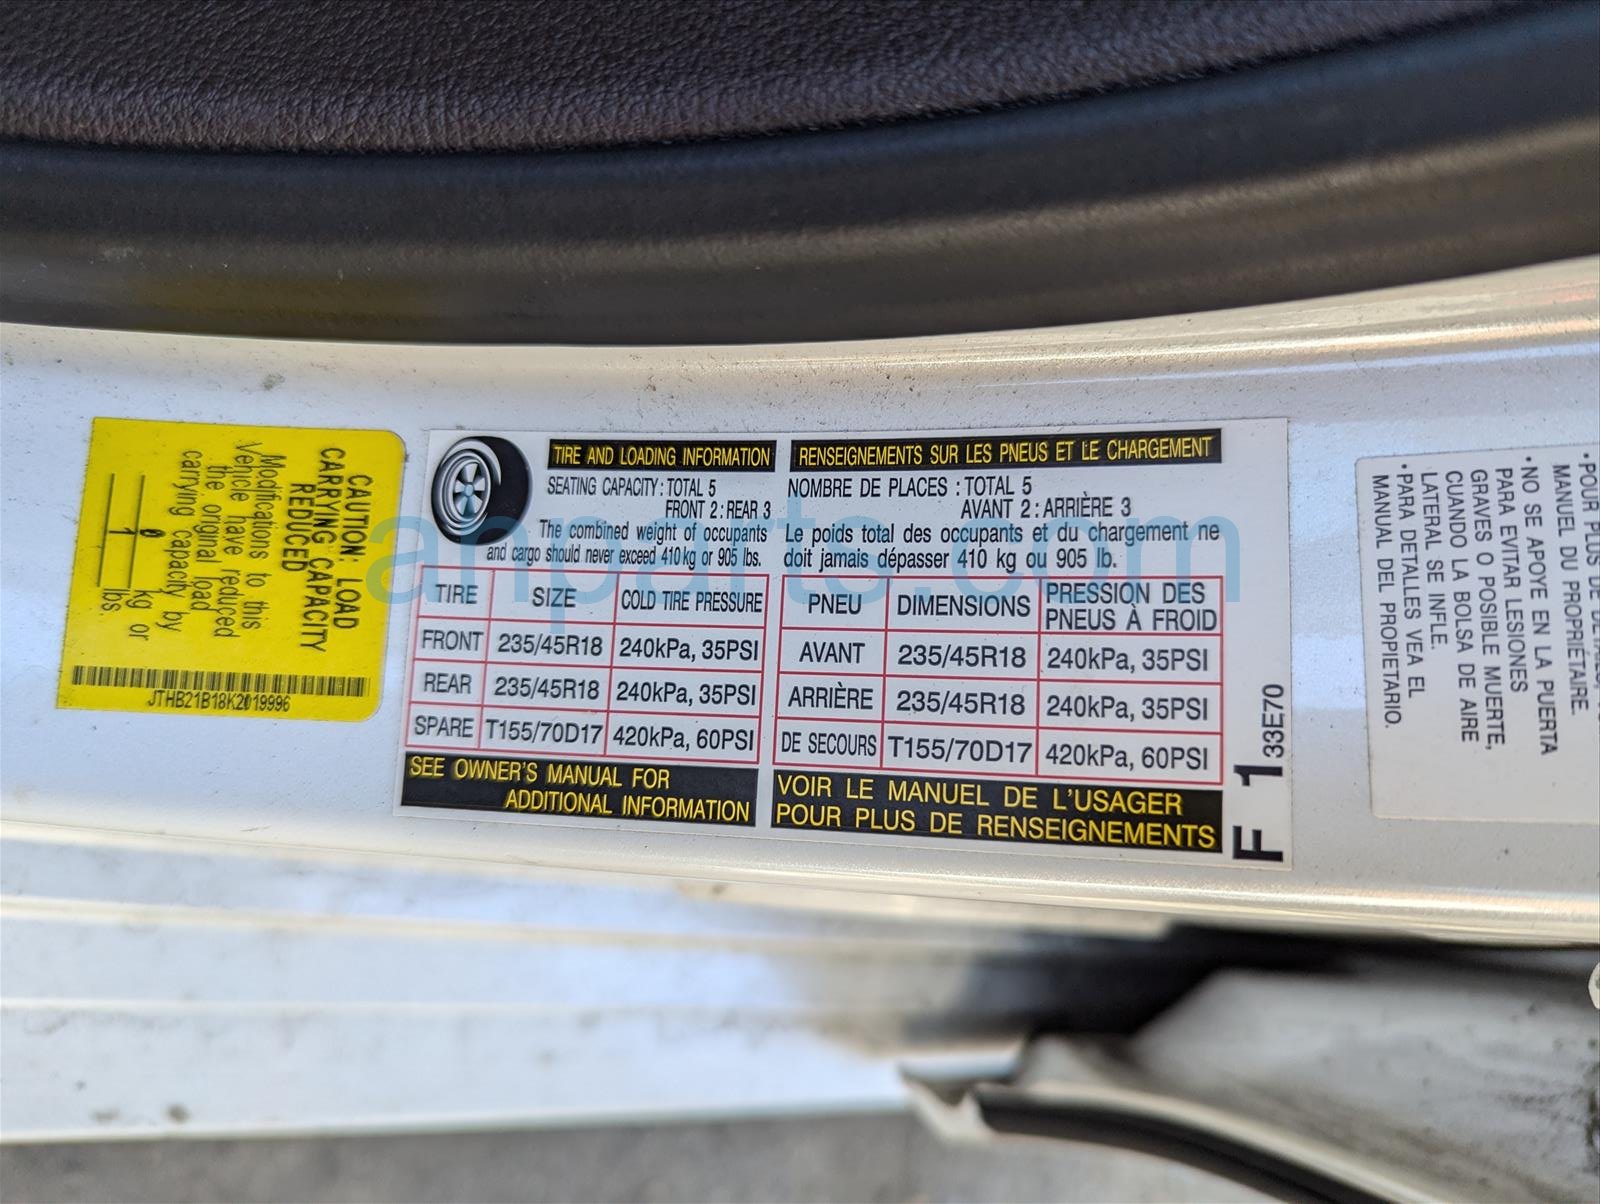 CAUTION: LOAD
CARRYING CAPACITY
REDUCED
Modifications to this
Vehicle have reduced
the original load
carrying capacity by
0 kg or
1 lbs
JTHB21B18K2019996
TIRE AND LOADING INFORMATION
SEATING CAPACITY: TOTAL 5
FRONT 2: REAR 3
The combined weight of occupants
and cargo should never exceed 410 kg or 905 lbs.
TIRE SIZE COLD TIRE PRESSURE
FRONT 235/45R18 240kPa, 35PSI
REAR 235/45R18 240kPa, 35PSI
SPARE T155/70D17 420kPa, 60PSI
SEE OWNER'S MANUAL FOR
ADDITIONAL INFORMATION
RENSEIGNEMENTS SUR LES PNEUS ET LE CHARGEMENT
NOMBRE DE PLACES : TOTAL 5
AVANT 2: ARRIÈRE 3
Le poids total des occupants et du chargement ne
doit jamais dépasser 410 kg ou 905 lb.
PNEU DIMENSIONS PRESSION DES
PNEUS À FROID
AVANT 235/45R18 240kPa, 35PSI
ARRIÈRE 235/45R18 240kPa, 35PSI
DE SECOURS T155/70D17 420kPa, 60PSI
VOIR LE MANUEL DE L'USAGER
POUR PLUS DE RENSEIGNEMENTS
F 1 33E70
anparts.com
•POUR PLUS DE
MANUEL DU PROPRIETAIRE.
•NO SE APOYE EN LA PUERTA
PARA EVITAR LESIONES
GRAVES O POSIBLE MUERTE,
CUANDO LA BOLSA DE AIRE
LATERAL SE INFLE.
•PARA DETALLES VEA EL
MANUAL DEL PROPIETARIO.